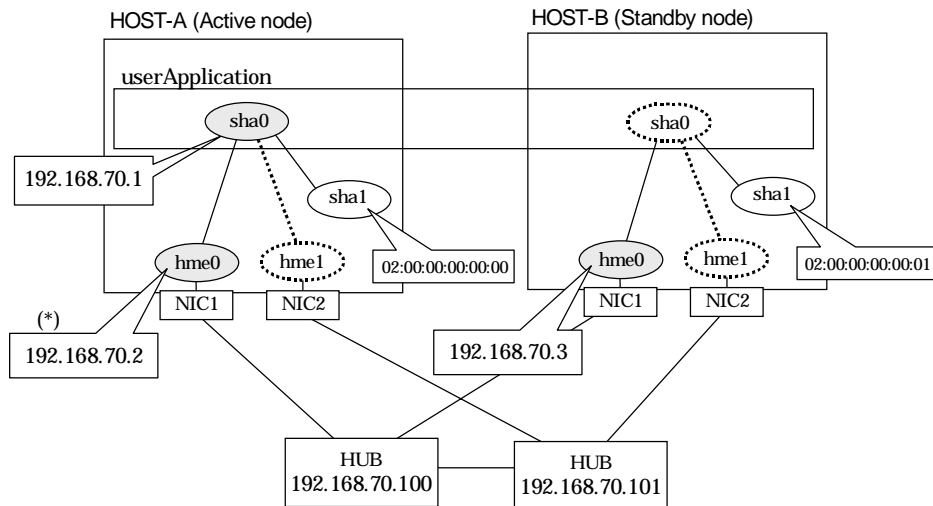 HOST-A (Active node)
HOST-B (Standby node)
userApplication
sha0
sha0
192.168.70.1
sha1
sha1
hme0
hme1
02:00:00:00:00:00
hme0
hme1
02:00:00:00:00:01
NIC1
NIC2
NIC1
NIC2
(*)
192.168.70.2
192.168.70.3
HUB
192.168.70.100
HUB
192.168.70.101